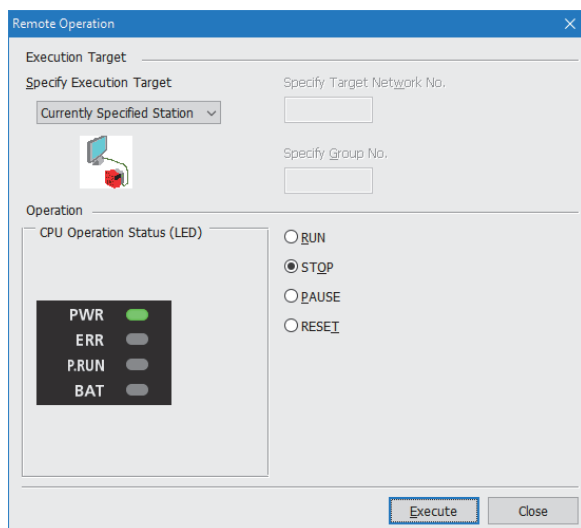 Remote Operation
Execution Target
Specify Execution Target
Specify Target Network No.
Currently Specified Station
Specify Group No.
Operation
CPU Operation Status (LED)
RUN
STOP
PAUSE
RESET
PWR
ERR
P.RUN
BAT
Execute
Close